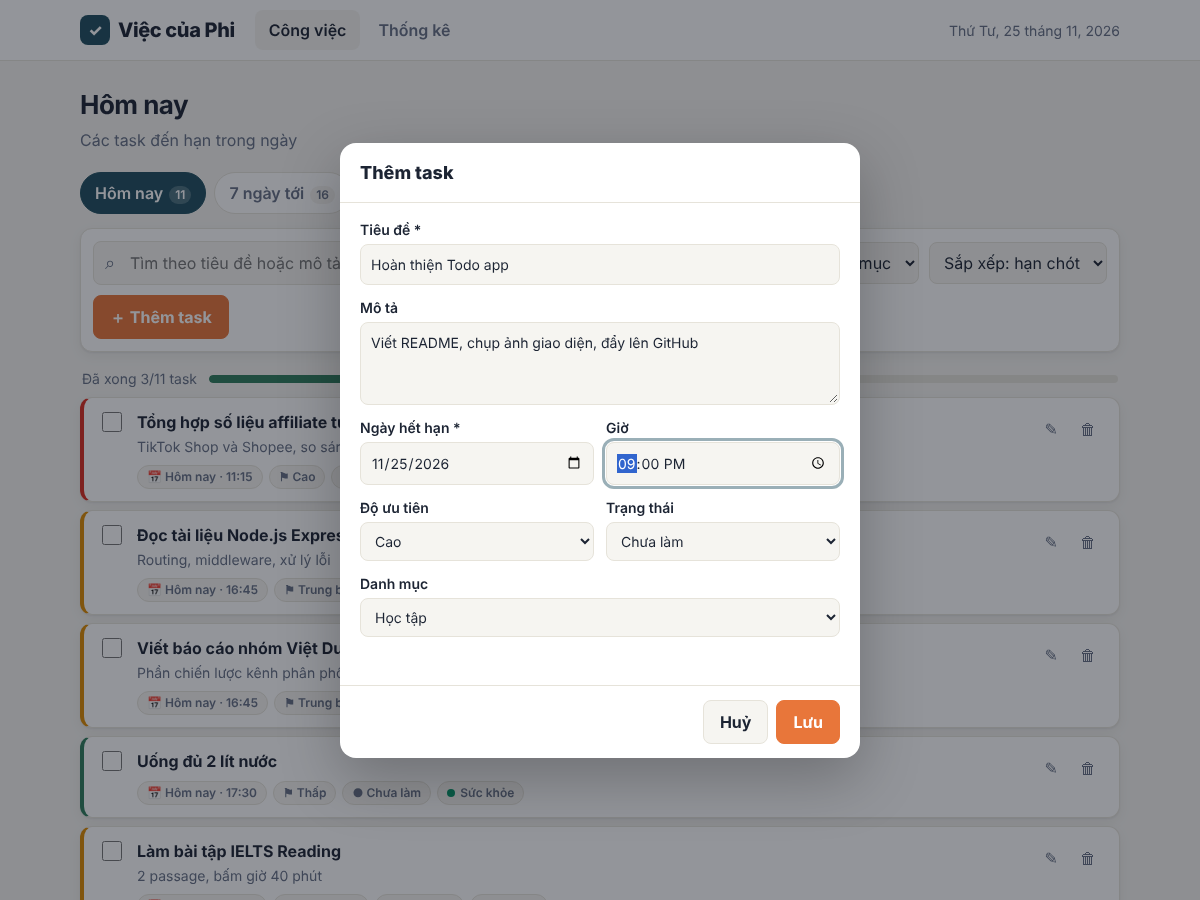 Việc của Phi
Công việc
Thống kê
Thứ Tư, 25 tháng 11, 2026
Hôm nay
Các task đến hạn trong ngày
Hôm nay 11
7 ngày tới 16
Tìm theo tiêu đề hoặc mô tả
mục
Sắp xếp: hạn chót
+ Thêm task
Đã xong 3/11 task
Thêm task
Tiêu đề *
Hoàn thiện Todo app
Mô tả
Viết README, chụp ảnh giao diện, đẩy lên GitHub
Ngày hết hạn *
Giờ
11/25/2026
09:00 PM
Độ ưu tiên
Trạng thái
Cao
Chưa làm
Danh mục
Học tập
Huỷ
Lưu
Tổng hợp số liệu affiliate
TikTok Shop và Shopee, so
Hôm nay · 11:15
Cao
Đọc tài liệu Node.js
Routing, middleware, xử lý lỗi
Hôm nay · 16:45
Trung
Viết báo cáo nhóm Việt
Phần chiến lược kênh phân
Hôm nay · 16:45
Trung
Uống đủ 2 lít nước
Hôm nay · 17:30
Thấp
Chưa làm
Sức khỏe
Làm bài tập IELTS Reading
2 passage, bấm giờ 40 phút